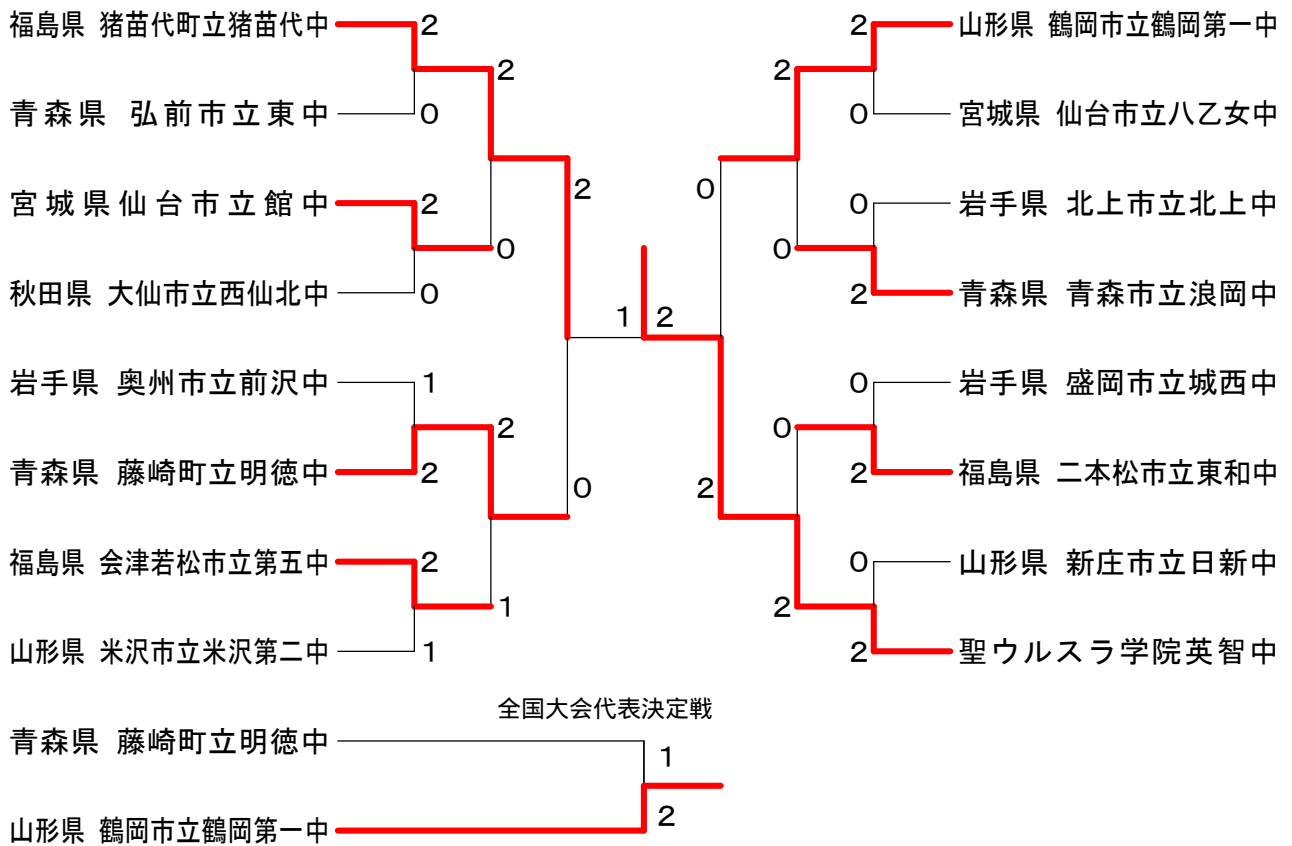 福島県 猪苗代町立猪苗代中 2
2
青森県 弘前市立東中 0
2
宮城県仙台市立館中 2
0
秋田県 大仙市立西仙北中 0
岩手県 奥州市立前沢中 1
2
青森県 藤崎町立明徳中 2
0
福島県 会津若松市立第五中 2
1
山形県 米沢市立米沢第二中 1
1 2
2 山形県 鶴岡市立鶴岡第一中
2
0 宮城県 仙台市立八乙女中
0
0 岩手県 北上市立北上中
0
2 青森県 青森市立浪岡中
0 岩手県 盛岡市立城西中
0
2 福島県 二本松市立東和中
2
0 山形県 新庄市立日新中
2
2 聖ウルスラ学院英智中
全国大会代表決定戦
青森県 藤崎町立明徳中 1
山形県 鶴岡市立鶴岡第一中 2